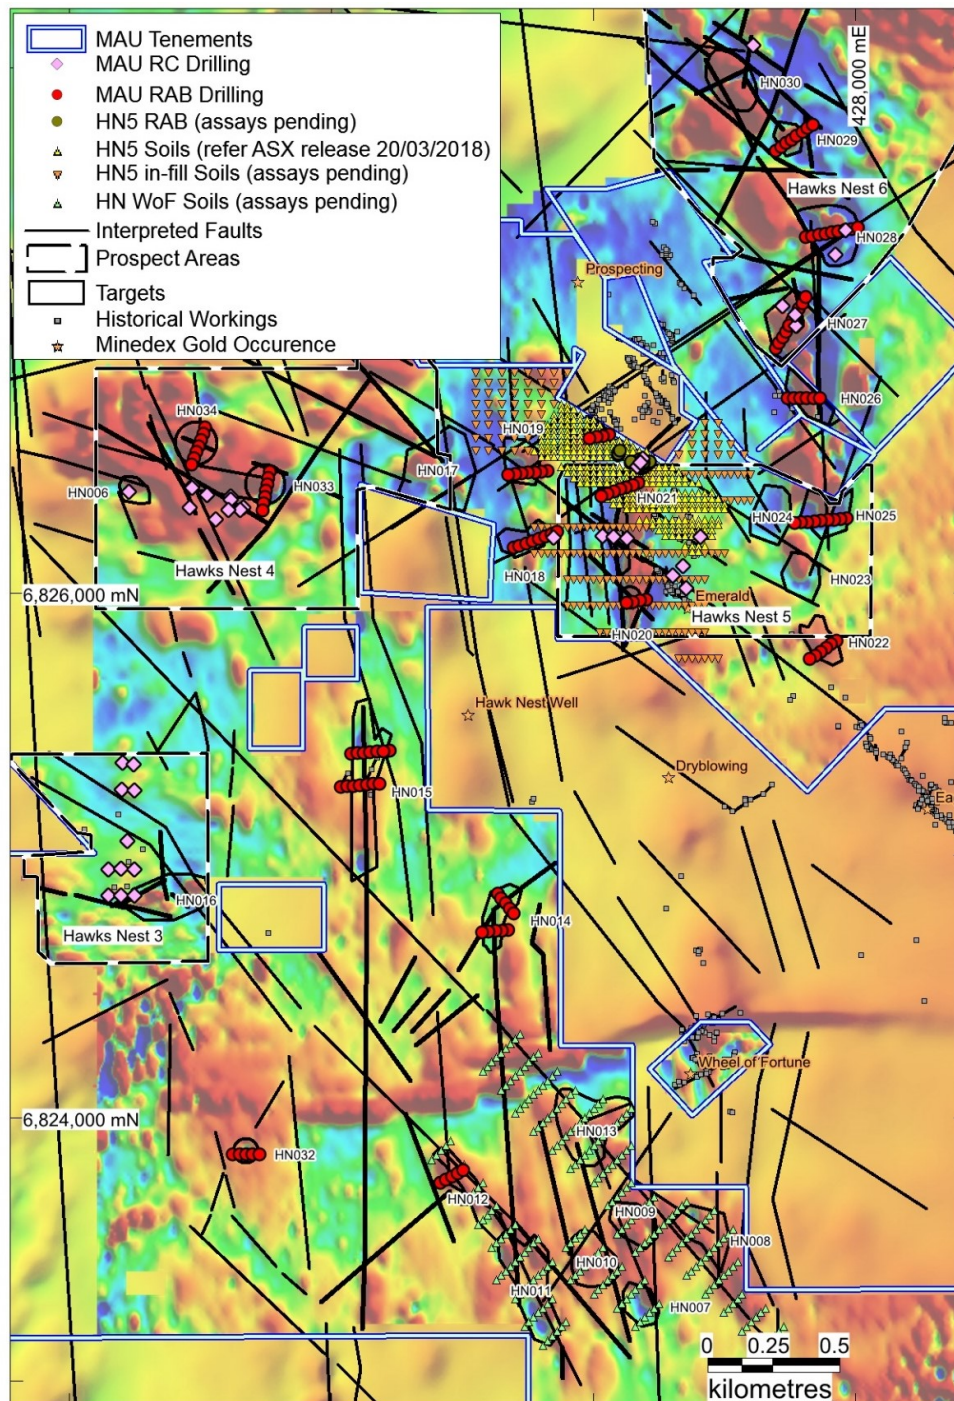 MAU Tenements
MAU RC Drilling
MAU RAB Drilling
HN5 RAB (assays pending)
HN5 Soils (refer ASX release 20/03/2018)
HN5 in-fill Soils (assays pending)
HN WoF Soils (assays pending)
Interpreted Faults
Prospect Areas
Targets
Historical Workings
Minedex Gold Occurence
428,000 mE
HN030
HN029
Hawks Nest 6
HN028
Prospecting
HN027
HN026
HN034
HN019
HN017
HN033
HN006
HN021
HN024
HN025
Hawks Nest 4
HN018
HN023
6,826,000 mN
Emerald
Hawks Nest 5
HN020
HN022
Hawk Nest Well
Dryblowing
HN015
Ea
HN016
Hawks Nest 3
HN014
Wheel of Fortune
6,824,000 mN
HN013
HN032
HN012
HN009
HN008
HN010
HN011
HN007
0 0.25 0.5
kilometres